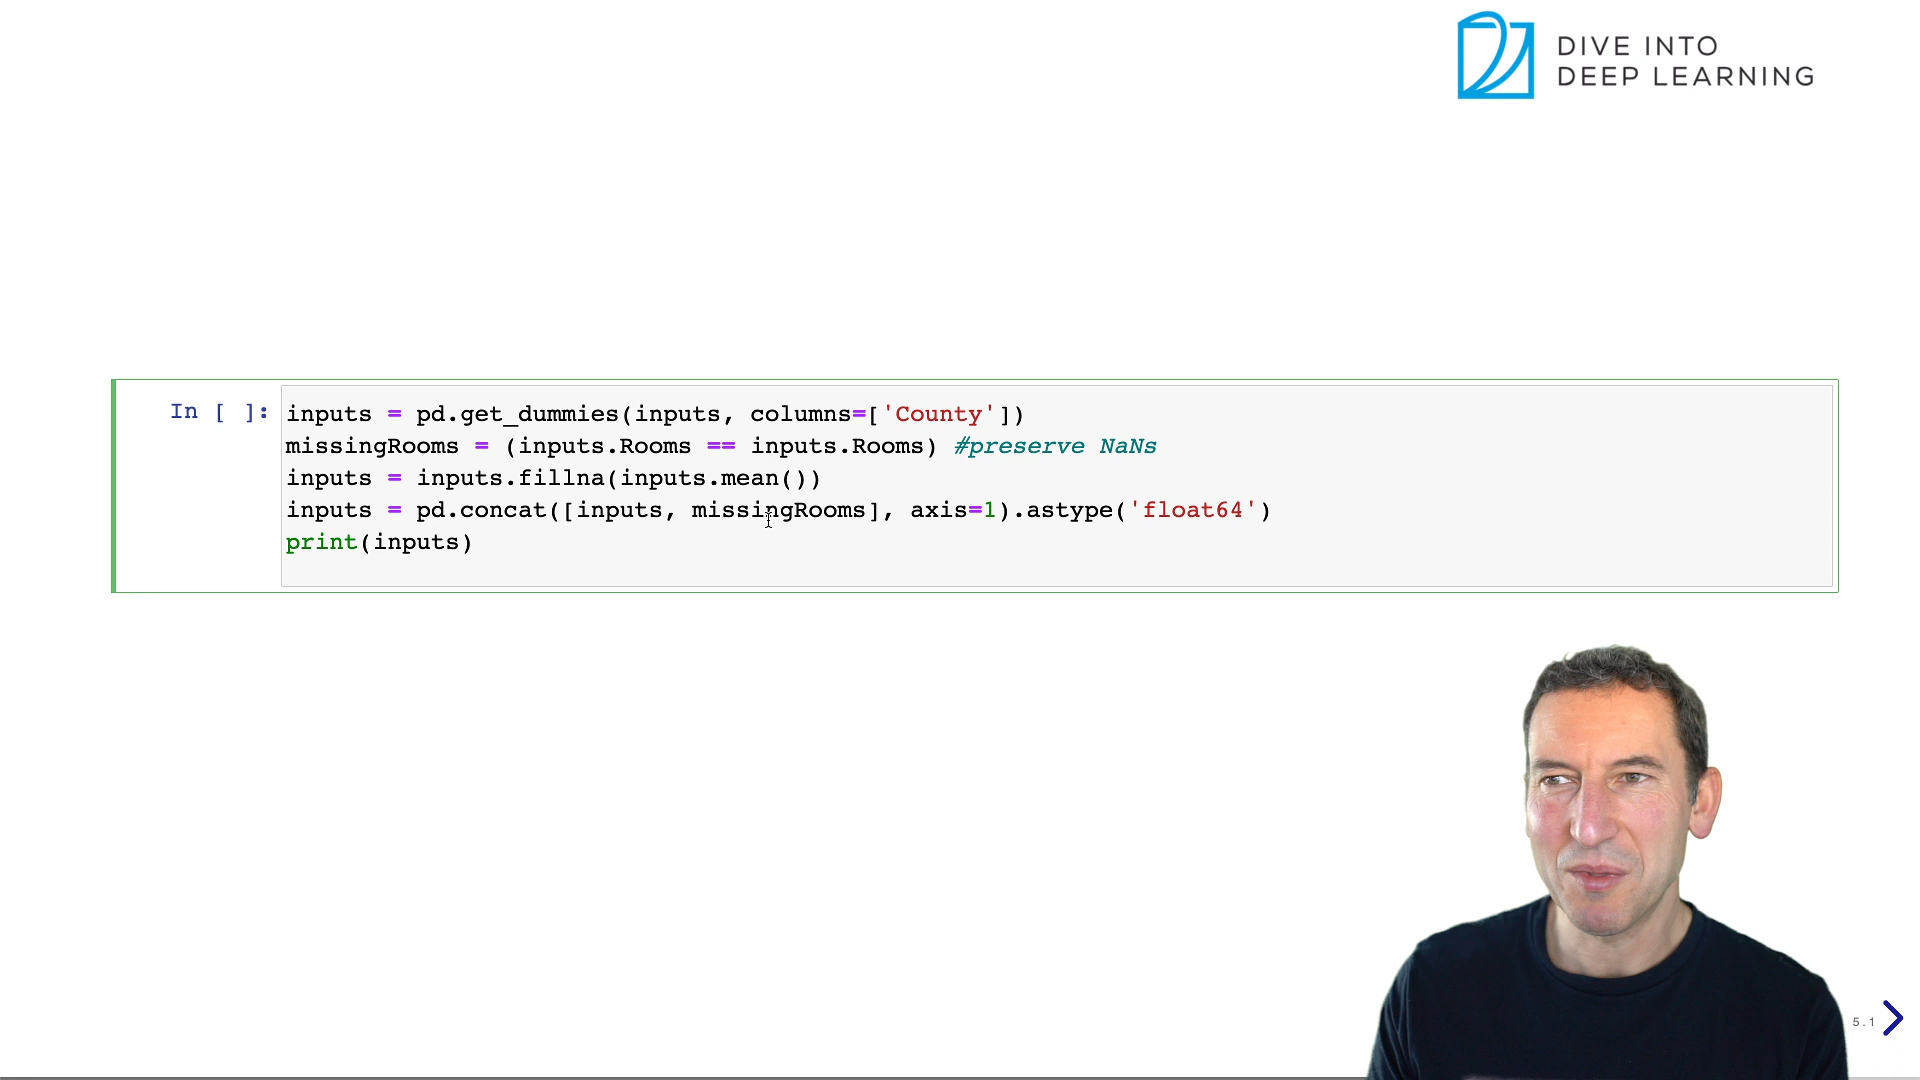 DIVE INTO
DEEP LEARNING
In [ ]:
inputs = pd.get_dummies(inputs, columns=['County'])
missingRooms = (inputs.Rooms == inputs.Rooms) #preserve NaNs
inputs = inputs.fillna(inputs.mean())
inputs = pd.concat([inputs, missingRooms], axis=1).astype('float64')
print(inputs)
5.1